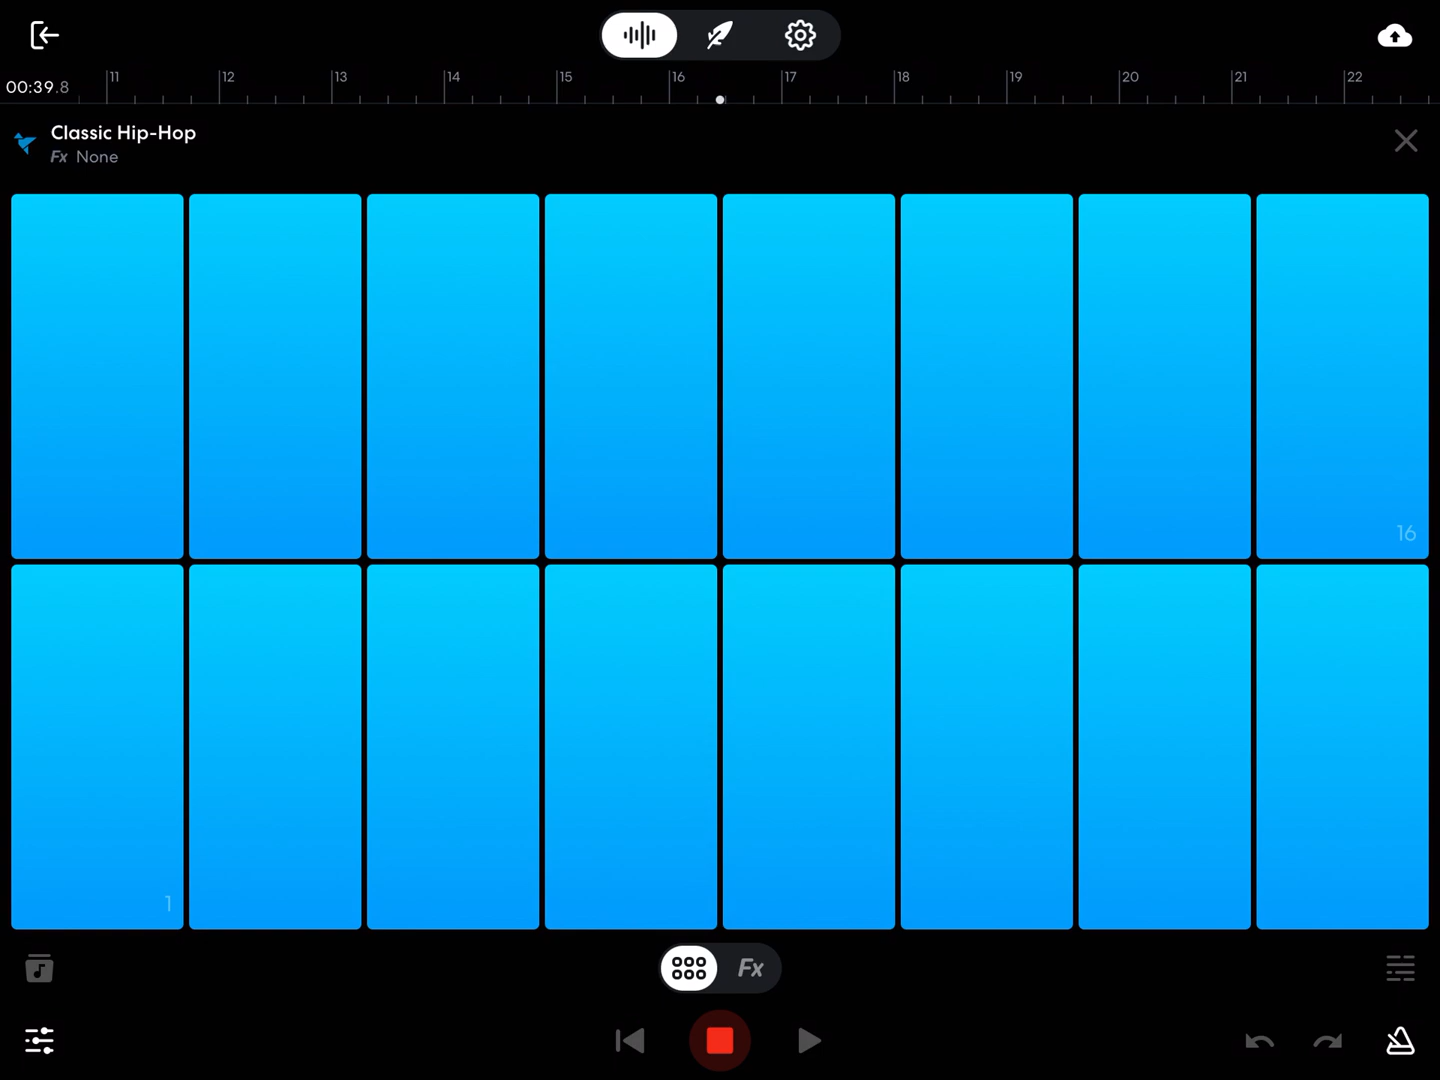 00:39.8
11 12 13 14 15 16 17 18 19 20 21 22
Classic Hip-Hop
Fx None
16
1
Fx